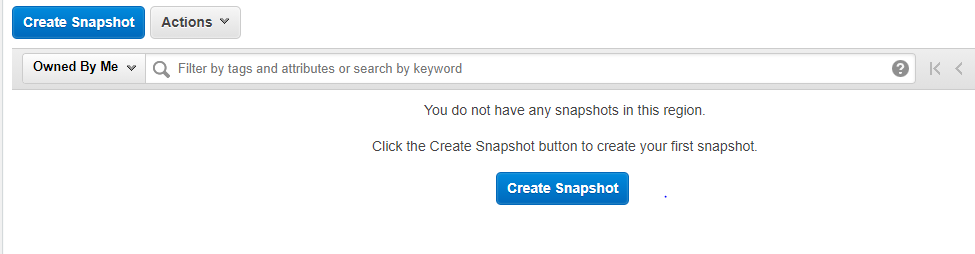 Create Snapshot Actions
Owned By Me Filter by tags and attributes or search by keyword ?
You do not have any snapshots in this region.
Click the Create Snapshot button to create your first snapshot.
Create Snapshot